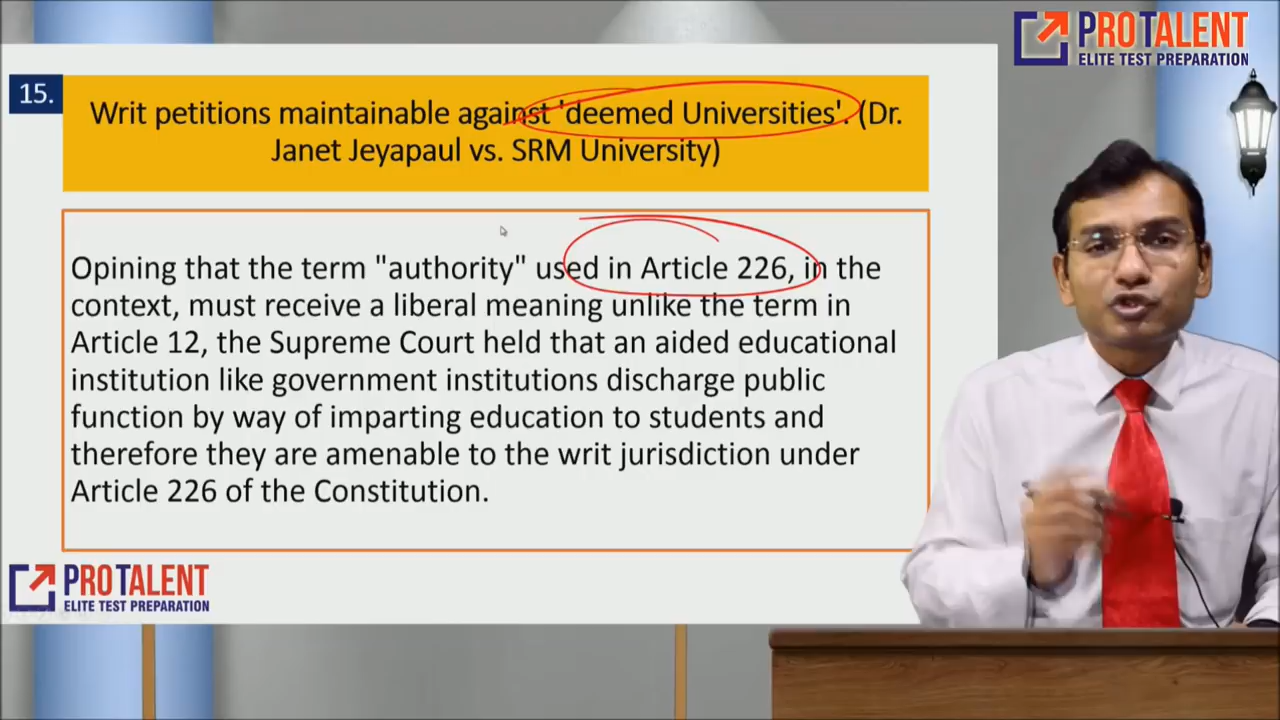 PRO TALENT
ELITE TEST PREPARATION
15.
Writ petitions maintainable against 'deemed Universities'. (Dr.
Janet Jeyapaul vs. SRM University)
Opining that the term "authority" used in Article 226, in the
context, must receive a liberal meaning unlike the term in
Article 12, the Supreme Court held that an aided educational
institution like government institutions discharge public
function by way of imparting education to students and
therefore they are amenable to the writ jurisdiction under
Article 226 of the Constitution.
PRO TALENT
ELITE TEST PREPARATION